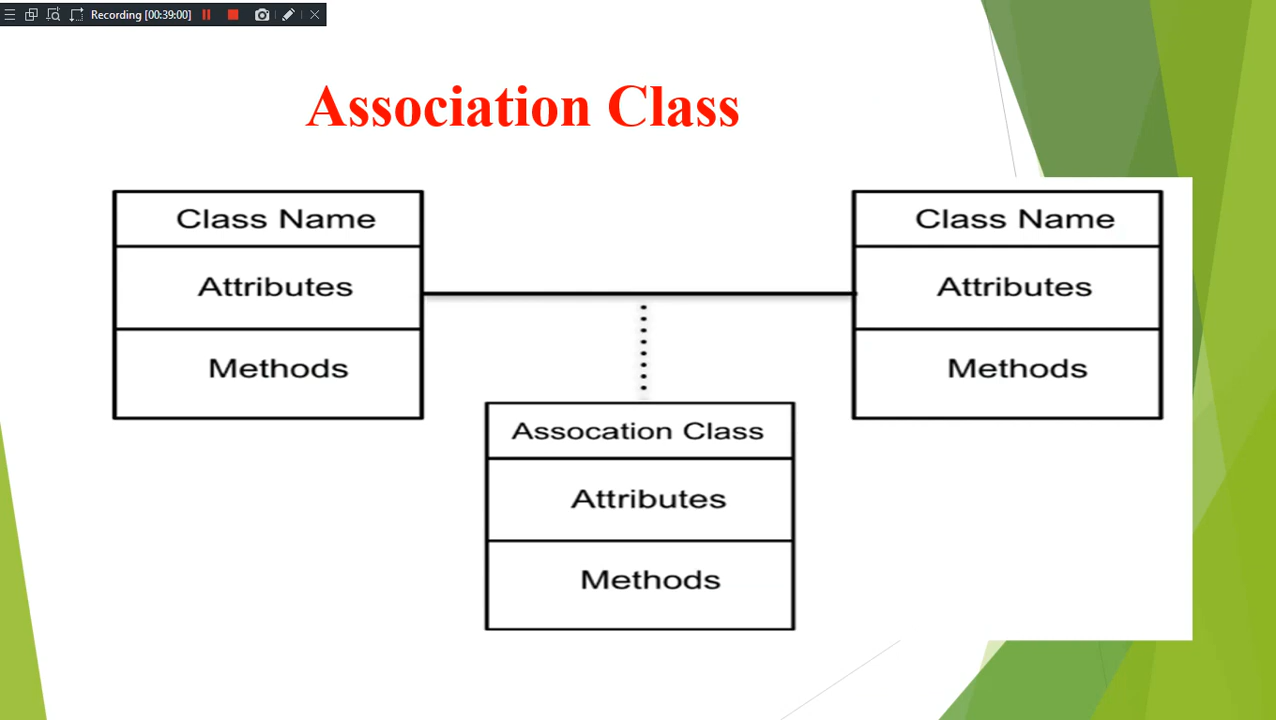 Recording [00:39:00]
Association Class
Class Name
Attributes
Methods
Class Name
Attributes
Methods
Assocation Class
Attributes
Methods